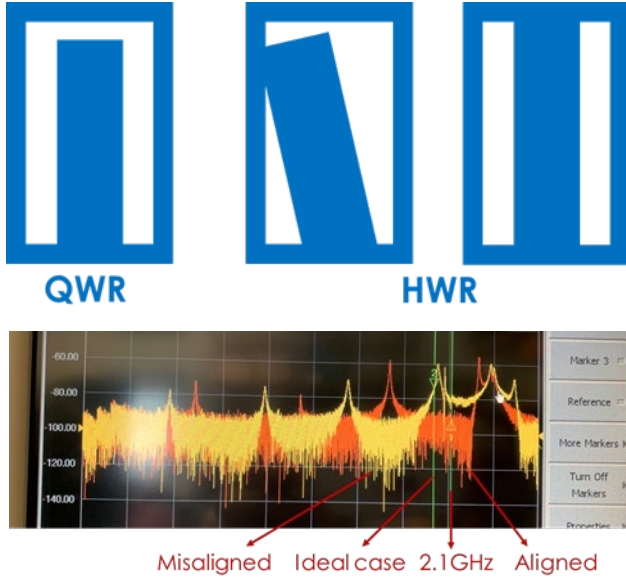 QWR
HWR
-60.00
-80.00
-100.00
-120.00
-140.00
Marker 3
Reference
More Markers
Turn Off
Markers
Properties
Misaligned
Ideal case
2.1GHz
Aligned